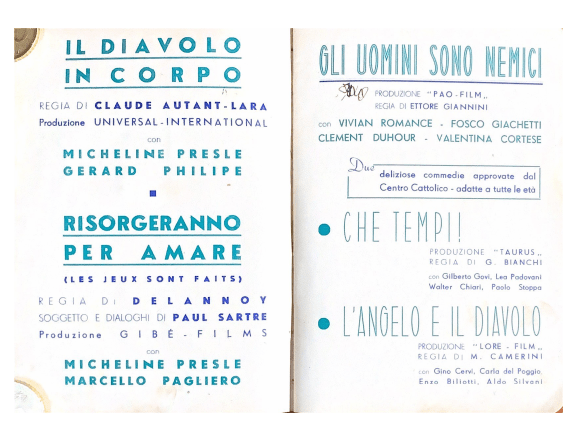 IL DIAVOLO
IN CORPO
REGIA DI CLAUDE AUTANT-LARA
Produzione UNIVERSAL-INTERNATIONAL
con
MICHELINE PRESLE
GERARD PHILIPE
RISORGERANNO
PER AMARE
(LES JEUX SONT FAITS)
REGIA DI DELANNOY
SOGGETTO E DIALOGHI DI PAUL SARTRE
Produzione GIBÉ-FILMS
con
MICHELINE PRESLE
MARCELLO PAGLIERO
GLI UOMINI SONO NEMICI
PRODUZIONE "PAO-FILM„
REGIA DI ETTORE GIANNINI
con VIVIAN ROMANCE - FOSCO GIACHETTI
CLEMENT DUHOUR - VALENTINA CORTESE
Due
deliziose commedie approvate dal
Centro Cattolico - adatte a tutte le età
CHE TEMPI!
PRODUZIONE "TAURUS„
REGIA DI G. BIANCHI
con Gilberto Govi, Lea Padovani
Walter Chiari, Paolo Stoppa
L'ANGELO E IL DIAVOLO
PRODUZIONE "LORE-FILM„
REGIA DI M. CAMERINI
con Gino Cervi, Carla del Poggio,
Enzo Biliotti, Aldo Silvani